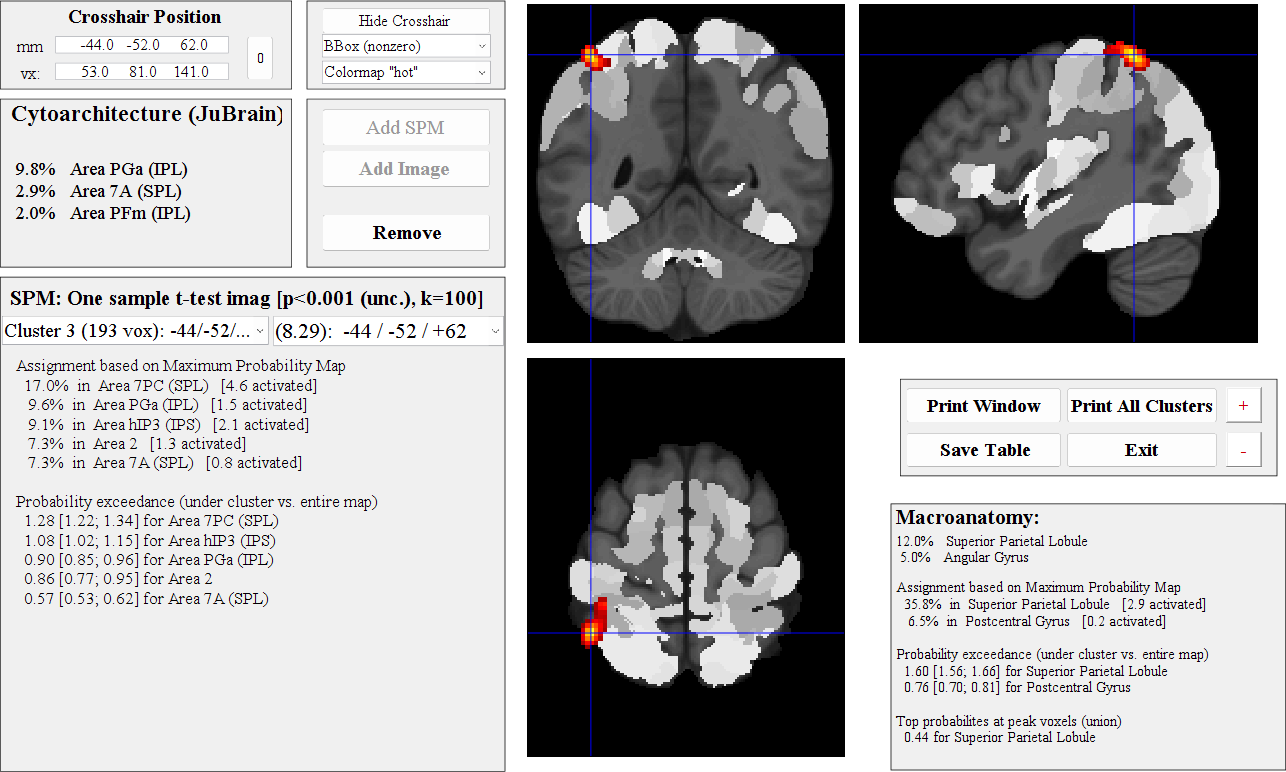 Crosshair Position
mm -44.0 -52.0 62.0
vx: 53.0 81.0 141.0
0
Hide Crosshair
BBox (nonzero)
Colormap "hot"
Cytoarchitecture (JuBrain)
9.8% Area PGa (IPL)
2.9% Area 7A (SPL)
2.0% Area PFm (IPL)
Add SPM
Add Image
Remove
SPM: One sample t-test imag [p<0.001 (unc.), k=100]
Cluster 3 (193 vox): -44/-52/... (8.29): -44 / -52 / +62
Assignment based on Maximum Probability Map
17.0% in Area 7PC (SPL) [4.6 activated]
9.6% in Area PGa (IPL) [1.5 activated]
9.1% in Area hIP3 (IPS) [2.1 activated]
7.3% in Area 2 [1.3 activated]
7.3% in Area 7A (SPL) [0.8 activated]
Probability exceedance (under cluster vs. entire map)
1.28 [1.22; 1.34] for Area 7PC (SPL)
1.08 [1.02; 1.15] for Area hIP3 (IPS)
0.90 [0.85; 0.96] for Area PGa (IPL)
0.86 [0.77; 0.95] for Area 2
0.57 [0.53; 0.62] for Area 7A (SPL)
Print Window Print All Clusters +
Save Table Exit -
Macroanatomy:
12.0% Superior Parietal Lobule
5.0% Angular Gyrus
Assignment based on Maximum Probability Map
35.8% in Superior Parietal Lobule [2.9 activated]
6.5% in Postcentral Gyrus [0.2 activated]
Probability exceedance (under cluster vs. entire map)
1.60 [1.56; 1.66] for Superior Parietal Lobule
0.76 [0.70; 0.81] for Postcentral Gyrus
Top probabilites at peak voxels (union)
0.44 for Superior Parietal Lobule